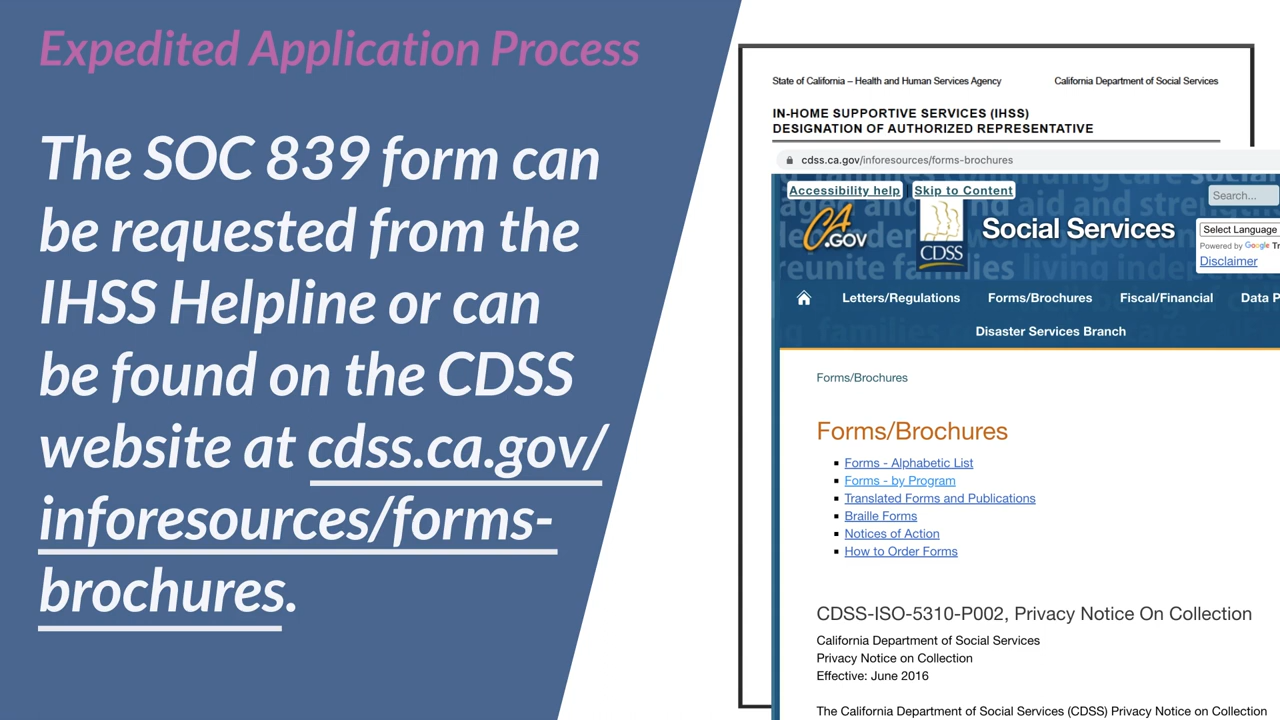 Expedited Application Process
The SOC 839 form can
be requested from the
IHSS Helpline or can
be found on the CDSS
website at cdss.ca.gov/
inforesources/forms-
brochures.
State of California – Health and Human Services Agency
California Department of Social Services
IN-HOME SUPPORTIVE SERVICES (IHSS)
DESIGNATION OF AUTHORIZED REPRESENTATIVE
cdss.ca.gov/inforesources/forms-brochures
Accessibility help | Skip to Content
Search...
CA.GOV
CDSS
Social Services
Select Language
Powered by Google
Disclaimer
Letters/Regulations
Forms/Brochures
Fiscal/Financial
Data
Disaster Services Branch
Forms/Brochures
Forms/Brochures
Forms - Alphabetic List
Forms - by Program
Translated Forms and Publications
Braille Forms
Notices of Action
How to Order Forms
CDSS-ISO-5310-P002, Privacy Notice On Collection
California Department of Social Services
Privacy Notice on Collection
Effective: June 2016
The California Department of Social Services (CDSS) Privacy Notice on Collection